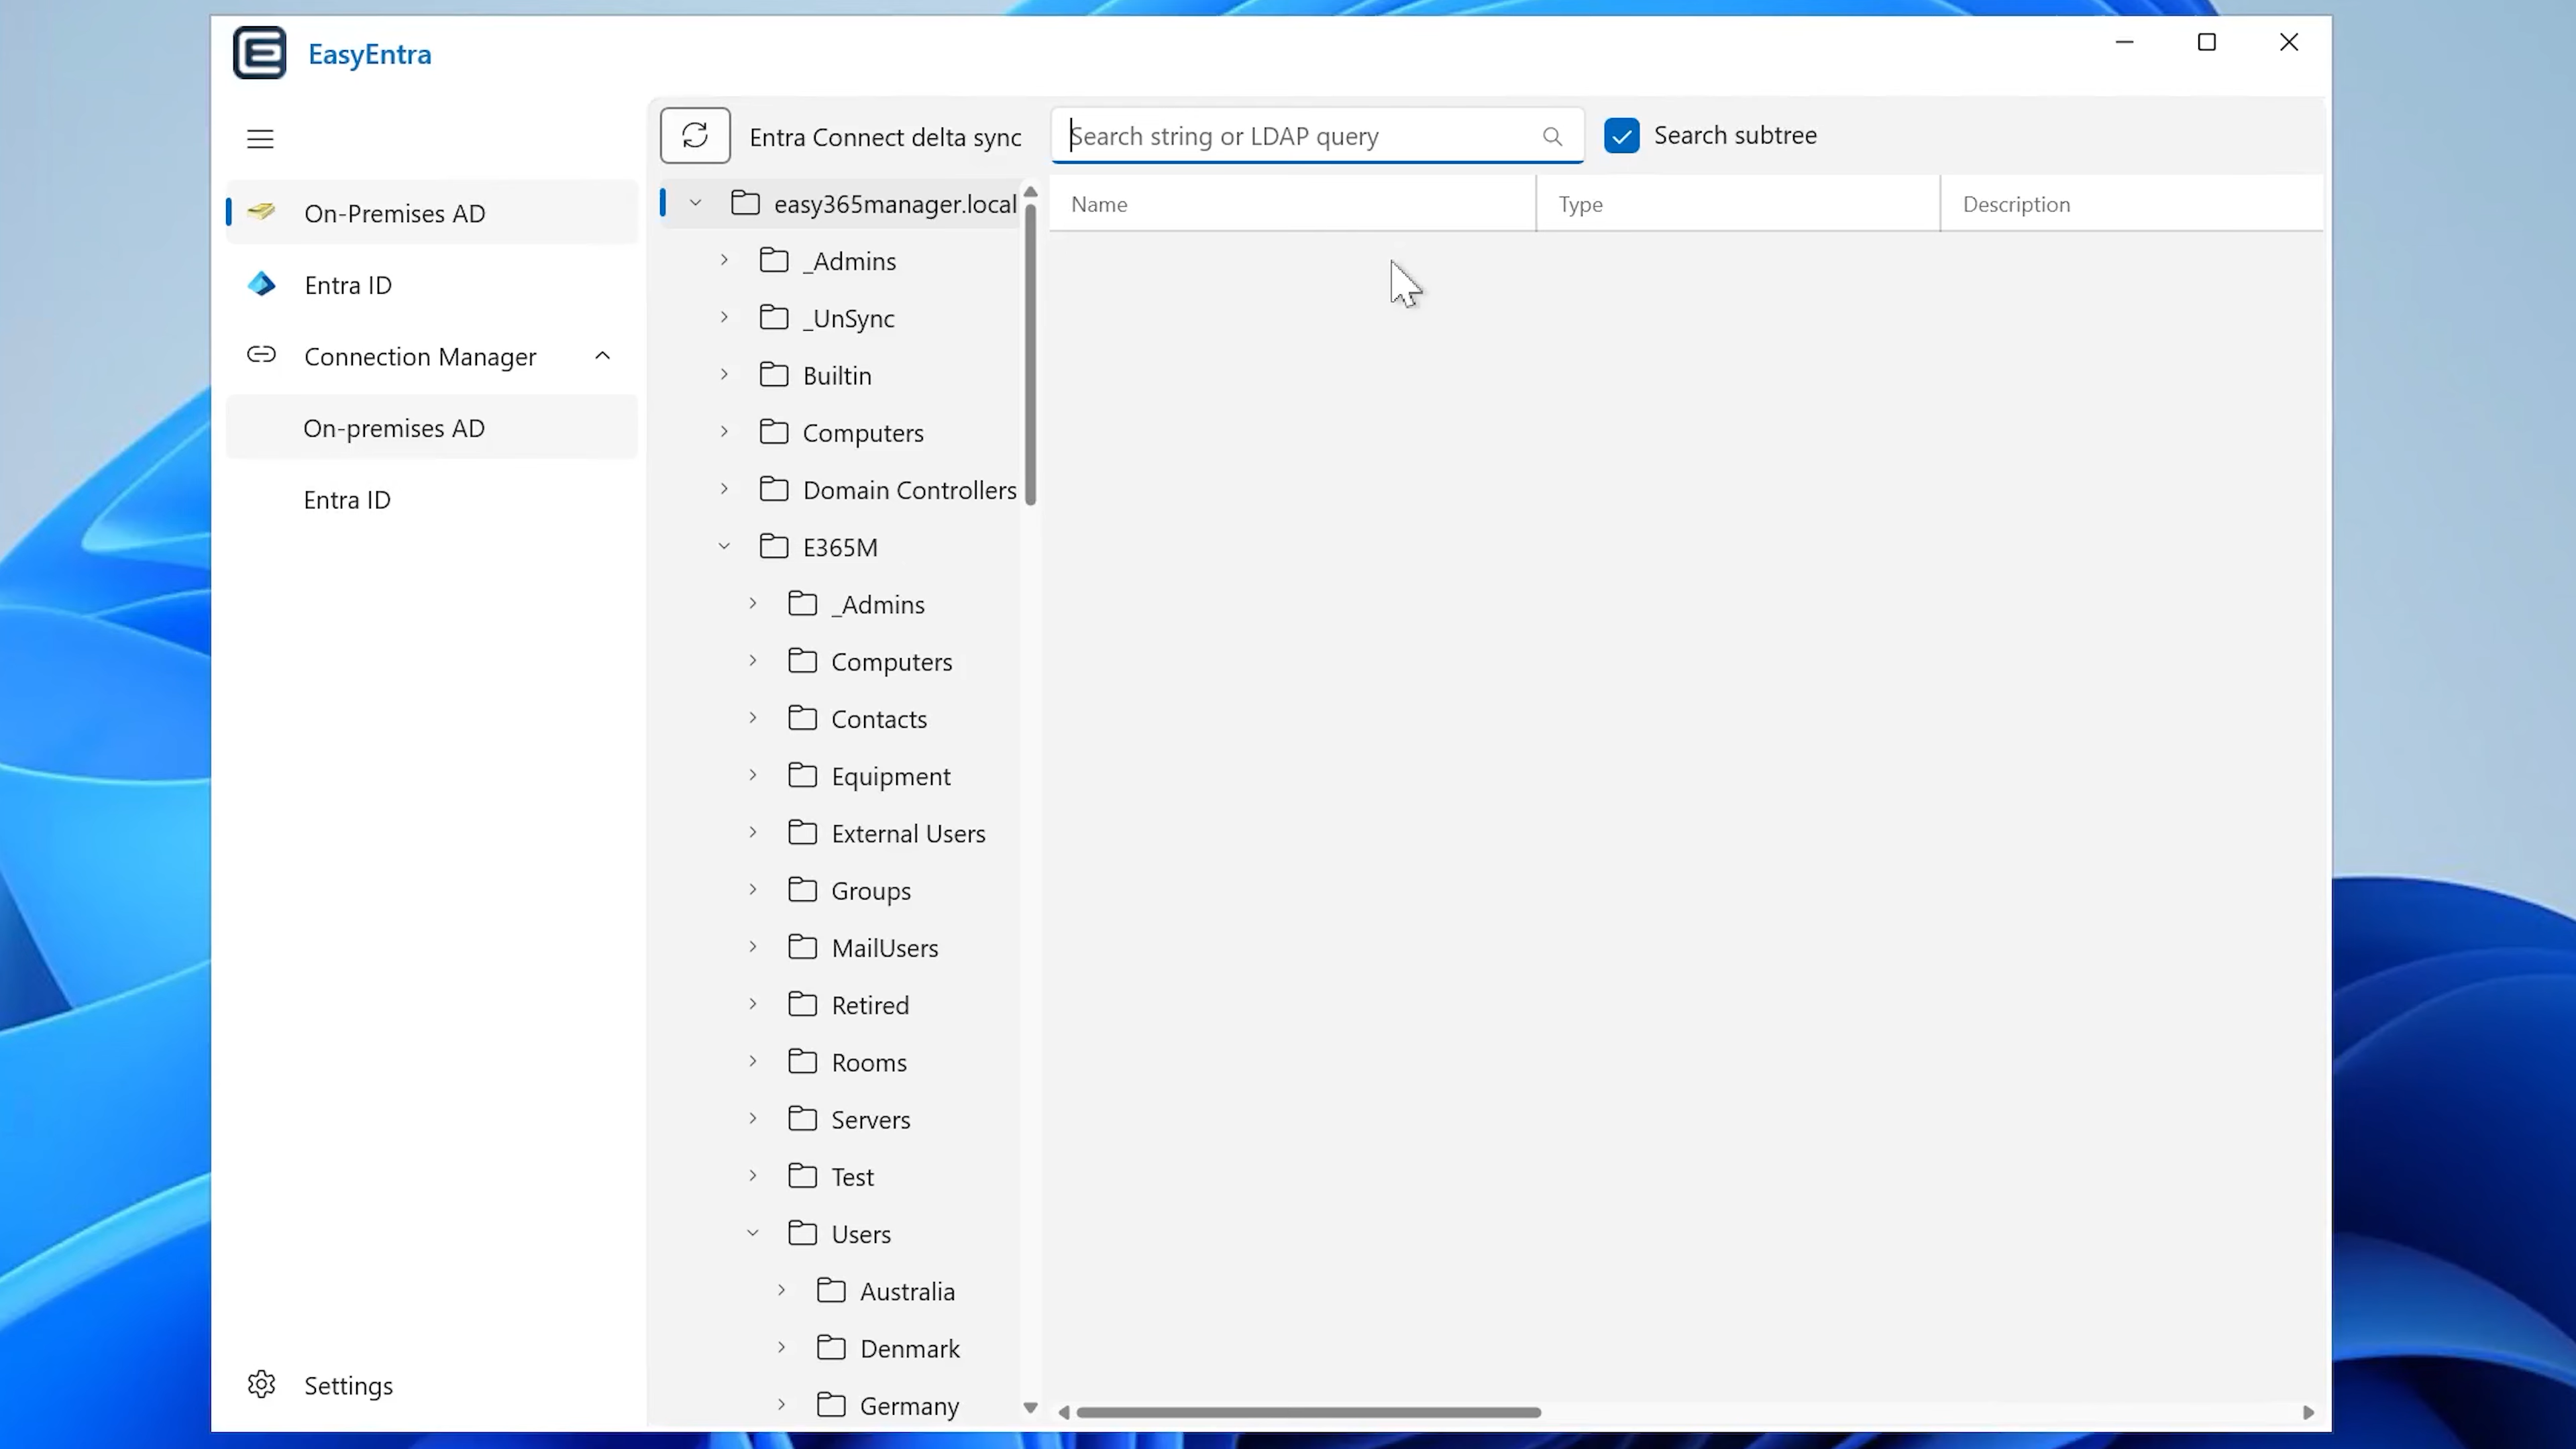 EasyEntra
On-Premises AD
Entra ID
Connection Manager
On-premises AD
Entra ID
Settings
Entra Connect delta sync
Search string or LDAP query
Search subtree
easy365manager.local
_Admins
_UnSync
Builtin
Computers
Domain Controllers
E365M
_Admins
Computers
Contacts
Equipment
External Users
Groups
MailUsers
Retired
Rooms
Servers
Test
Users
Australia
Denmark
Germany
Name
Type
Description